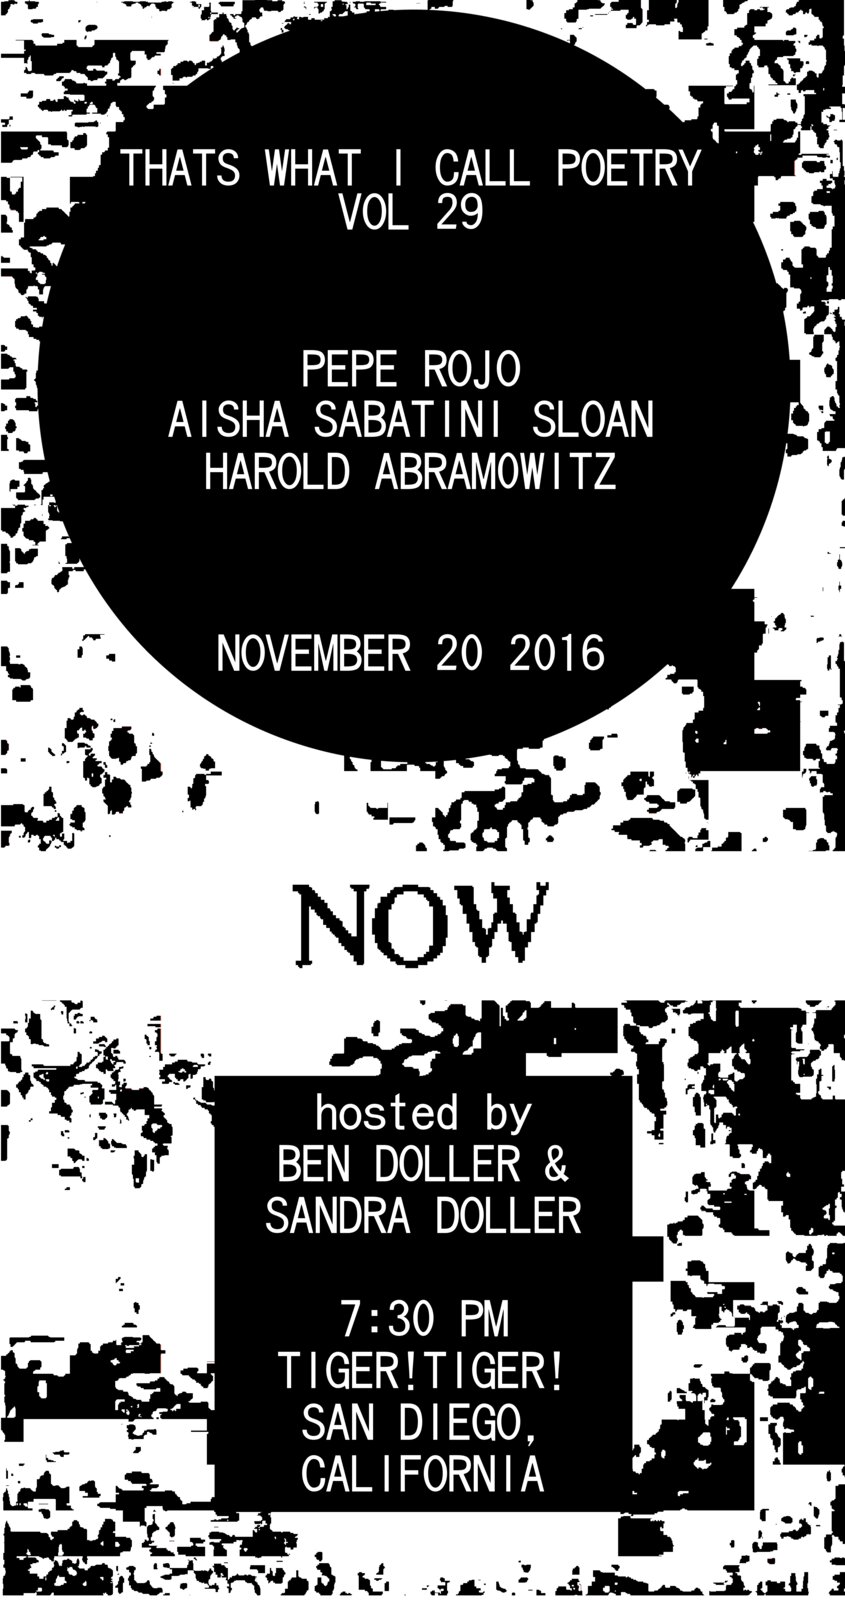 THATS WHAT I CALL POETRY
VOL 29
PEPE ROJO
AISHA SABATINI SLOAN
HAROLD ABRAMOWITZ
NOVEMBER 20 2016
NOW
hosted by
BEN DOLLER &
SANDRA DOLLER
7:30 PM
TIGER!TIGER!
SAN DIEGO,
CALIFORNIA